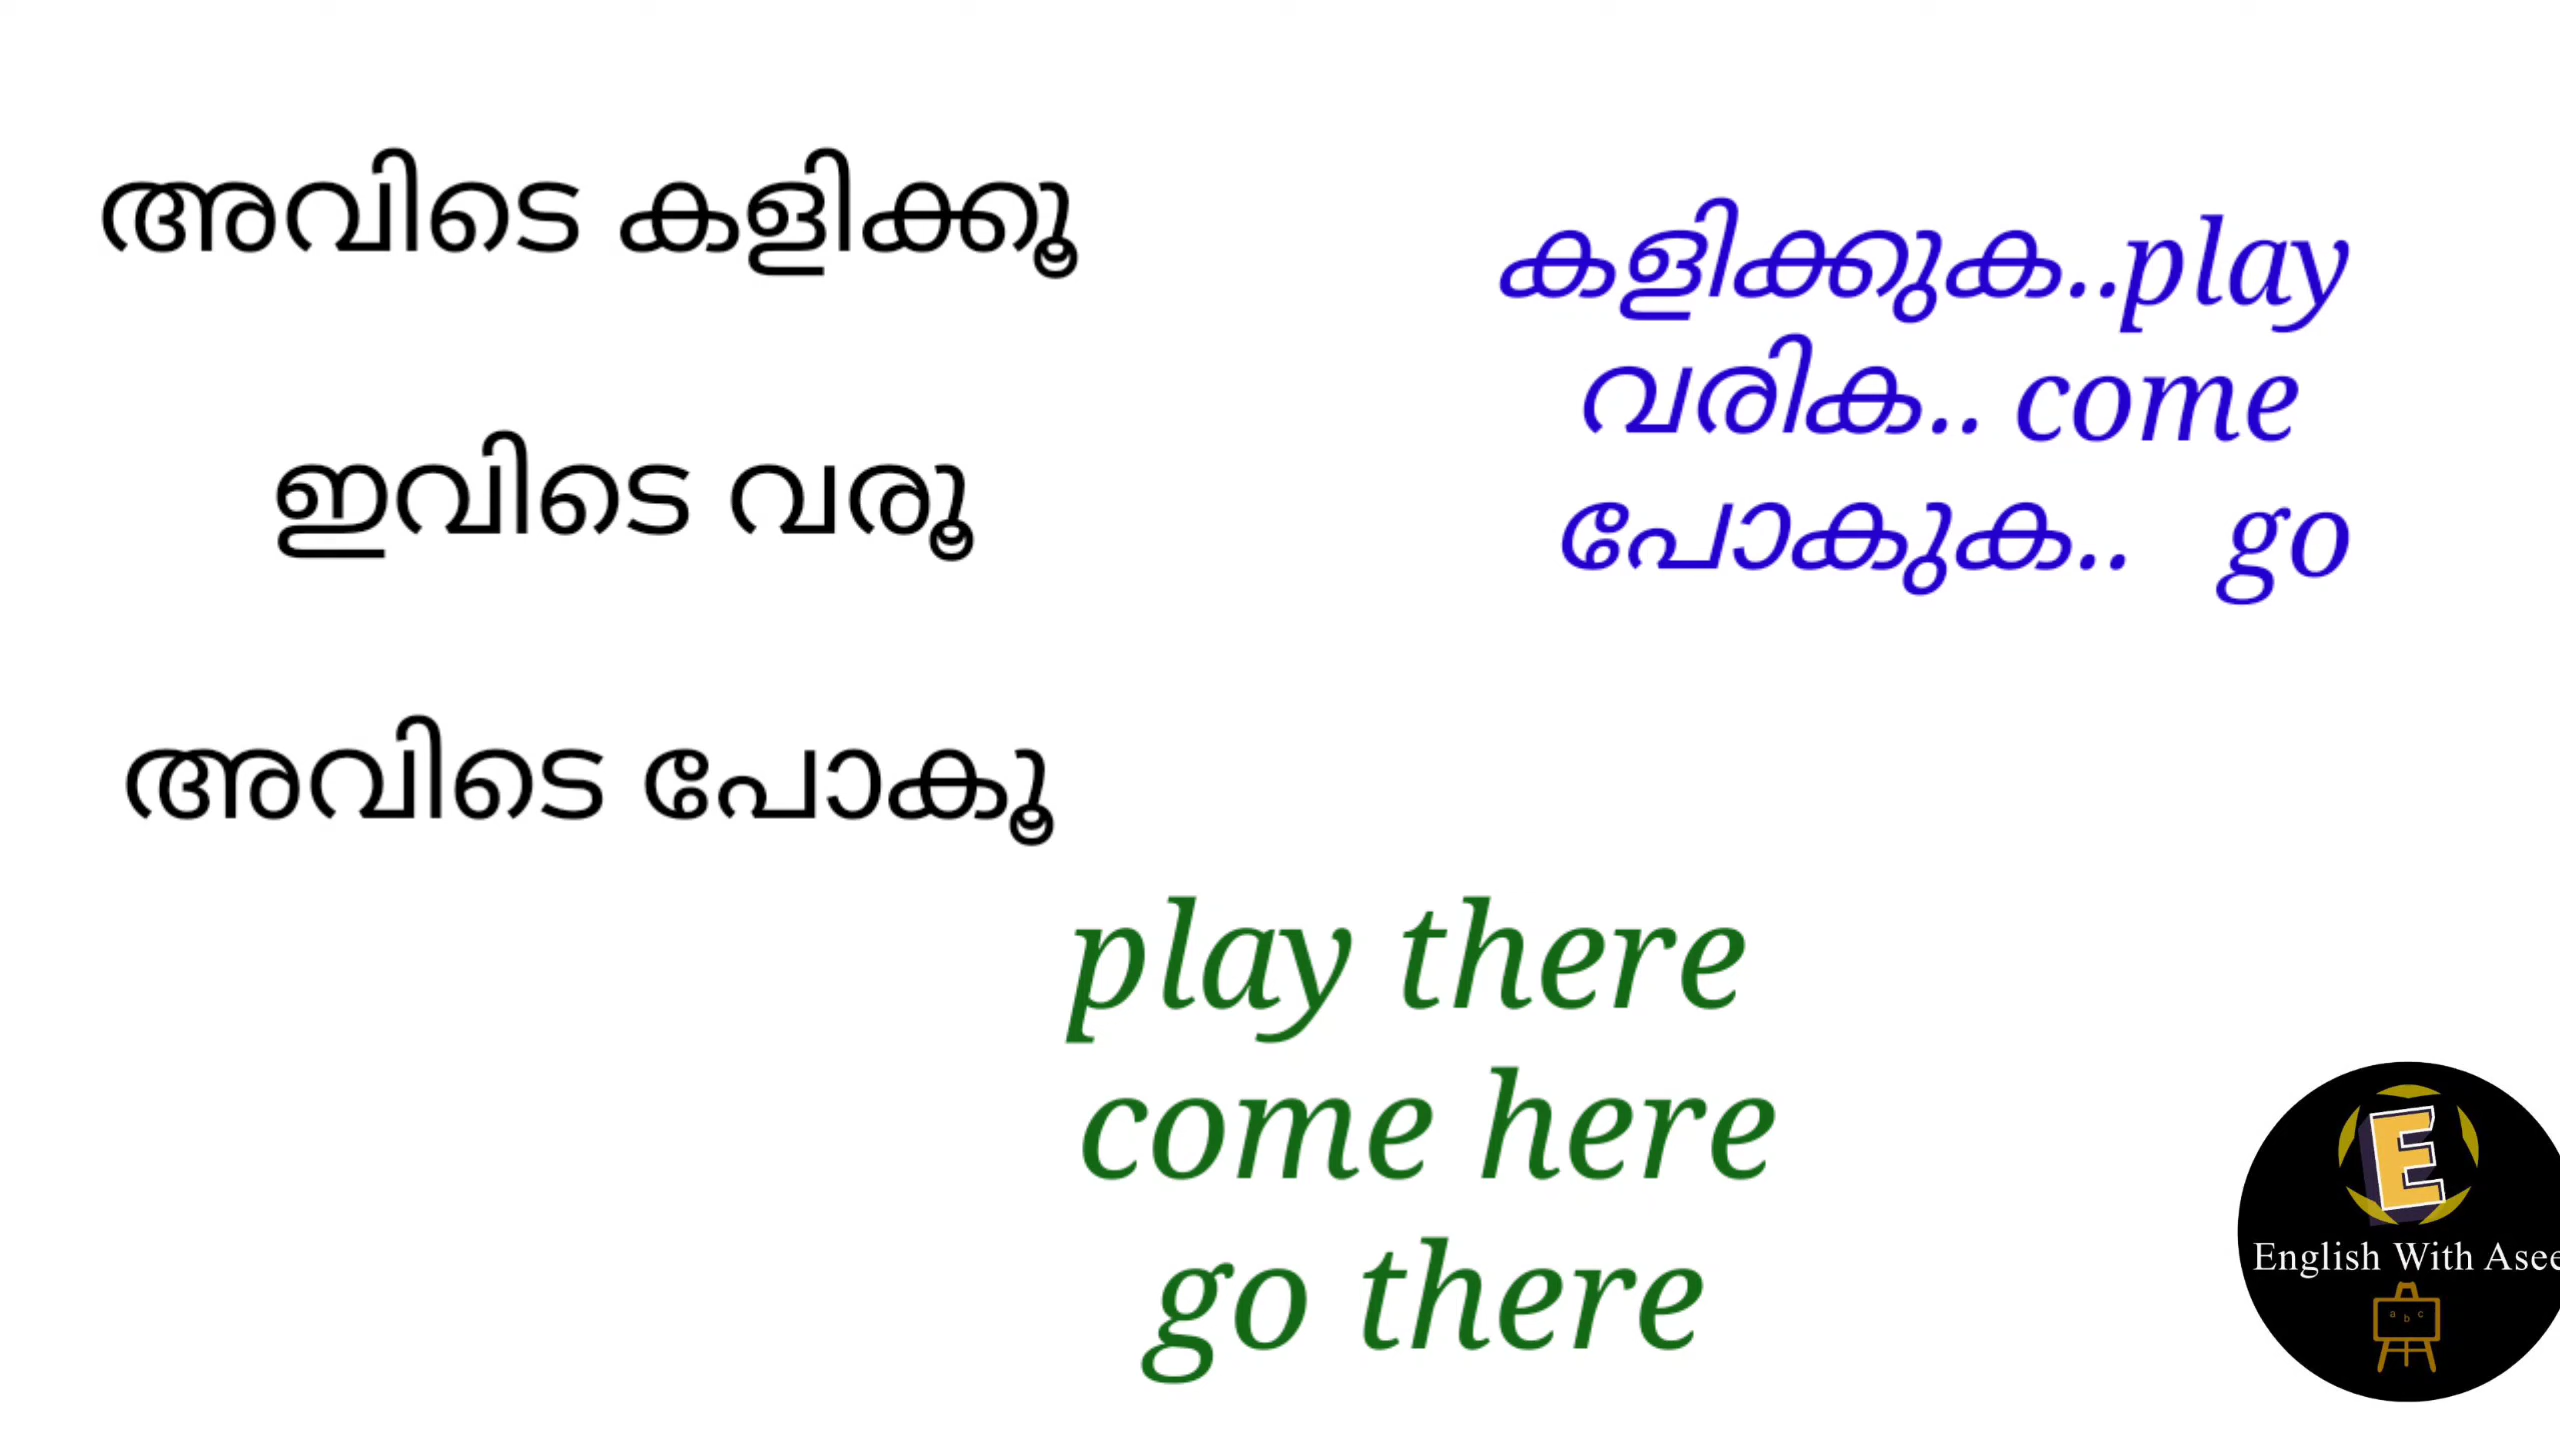 അവിടെ കളിക്കൂ
ഇവിടെ വരൂ
അവിടെ പോകൂ
കളിക്കുക..play
വരിക.. come
പോകുക.. go
play there
come here
go there
E
English With Asee
a b c